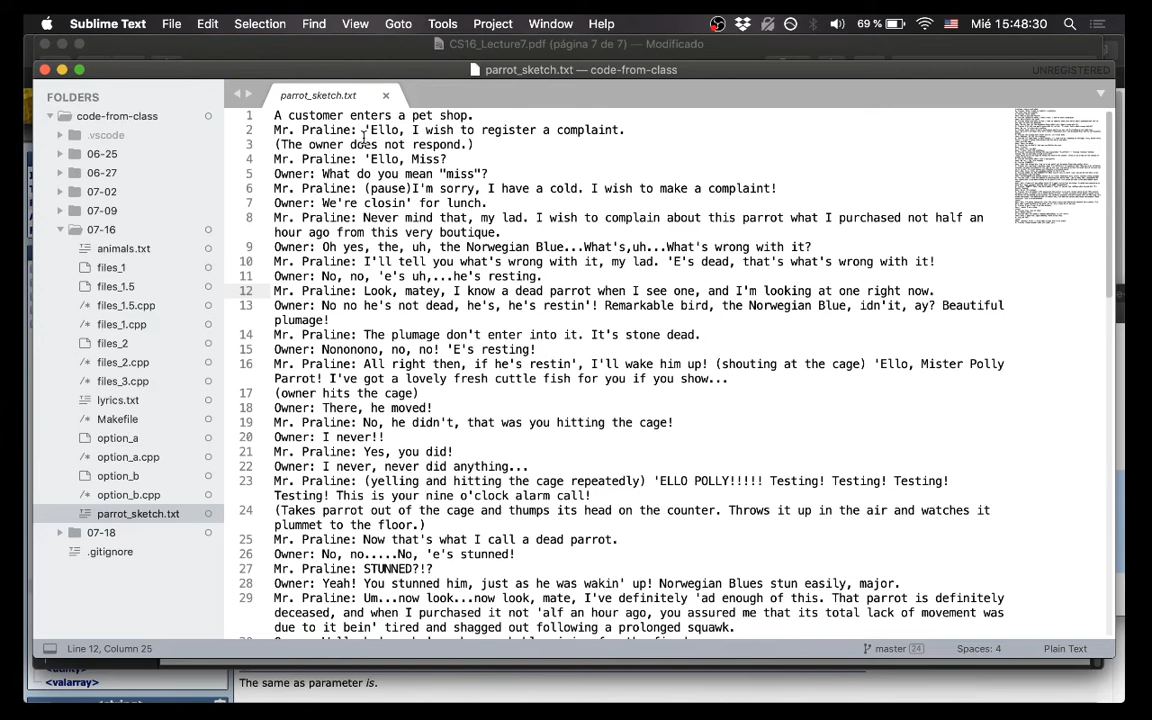 Sublime Text File Edit Selection Find View Goto Tools Project Window Help 69 % Mié 15:48:30
CS16_Lecture7.pdf (página 7 de 7) — Modificado
parrot_sketch.txt — code-from-class UNREGISTERED
FOLDERS
code-from-class
.vscode
06-25
06-27
07-02
07-09
07-16
animals.txt
files_1
files_1.5
files_1.5.cpp
files_1.cpp
files_2
files_2.cpp
files_3.cpp
lyrics.txt
Makefile
option_a
option_a.cpp
option_b
option_b.cpp
parrot_sketch.txt
07-18
.gitignore
parrot_sketch.txt
1 A customer enters a pet shop.
2 Mr. Praline: 'Ello, I wish to register a complaint.
3 (The owner does not respond.)
4 Mr. Praline: 'Ello, Miss?
5 Owner: What do you mean "miss"?
6 Mr. Praline: (pause)I'm sorry, I have a cold. I wish to make a complaint!
7 Owner: We're closin' for lunch.
8 Mr. Praline: Never mind that, my lad. I wish to complain about this parrot what I purchased not half an
hour ago from this very boutique.
9 Owner: Oh yes, the, uh, the Norwegian Blue...What's,uh...What's wrong with it?
10 Mr. Praline: I'll tell you what's wrong with it, my lad. 'E's dead, that's what's wrong with it!
11 Owner: No, no, 'e's uh,...he's resting.
12 Mr. Praline: Look, matey, I know a dead parrot when I see one, and I'm looking at one right now.
13 Owner: No no he's not dead, he's, he's restin'! Remarkable bird, the Norwegian Blue, idn'it, ay? Beautiful
plumage!
14 Mr. Praline: The plumage don't enter into it. It's stone dead.
15 Owner: Nononono, no, no! 'E's resting!
16 Mr. Praline: All right then, if he's restin', I'll wake him up! (shouting at the cage) 'Ello, Mister Polly
Parrot! I've got a lovely fresh cuttle fish for you if you show...
17 (owner hits the cage)
18 Owner: There, he moved!
19 Mr. Praline: No, he didn't, that was you hitting the cage!
20 Owner: I never!!
21 Mr. Praline: Yes, you did!
22 Owner: I never, never did anything...
23 Mr. Praline: (yelling and hitting the cage repeatedly) 'ELLO POLLY!!!!! Testing! Testing! Testing!
Testing! This is your nine o'clock alarm call!
24 (Takes parrot out of the cage and thumps its head on the counter. Throws it up in the air and watches it
plummet to the floor.)
25 Mr. Praline: Now that's what I call a dead parrot.
26 Owner: No, no.....No, 'e's stunned!
27 Mr. Praline: STUNNED?!?
28 Owner: Yeah! You stunned him, just as he was wakin' up! Norwegian Blues stun easily, major.
29 Mr. Praline: Um...now look...now look, mate, I've definitely 'ad enough of this. That parrot is definitely
deceased, and when I purchased it not 'alf an hour ago, you assured me that its total lack of movement was
due to it bein' tired and shagged out following a prolonged squawk.
Line 12, Column 25 master 24 Spaces: 4 Plain Text
<valarray>
The same as parameter is.